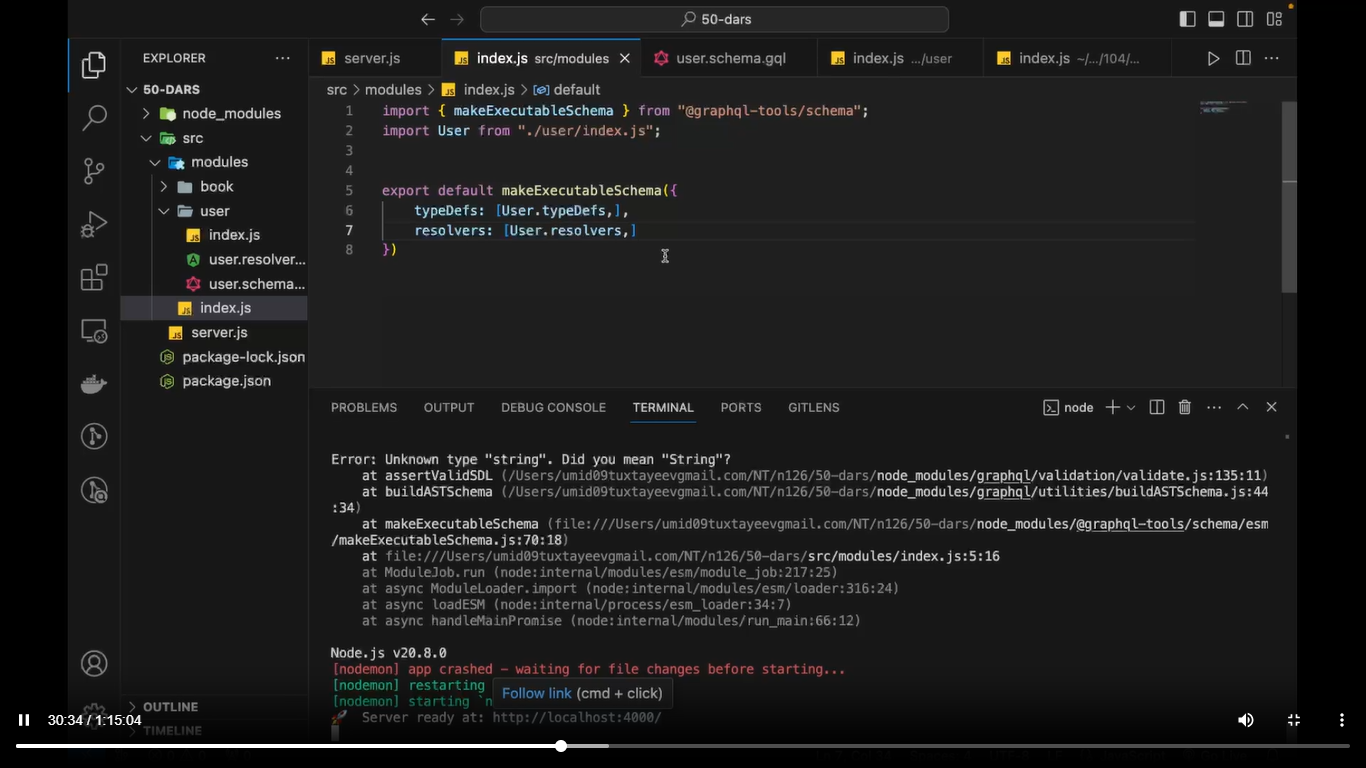 50-dars
EXPLORER
server.js
index.js src/modules
user.schema.gql
index.js .../user
index.js ~/.../104/...
50-DARS
node_modules
src
modules
book
user
index.js
user.resolver...
user.schema...
index.js
server.js
package-lock.json
package.json
OUTLINE
TIMELINE
src > modules > index.js > default
1 import { makeExecutableSchema } from "@graphql-tools/schema";
2 import User from "./user/index.js";
3
4
5 export default makeExecutableSchema({
6 typeDefs: [User.typeDefs,],
7 resolvers: [User.resolvers,]
8 })
PROBLEMS OUTPUT DEBUG CONSOLE TERMINAL PORTS GITLENS
node
Error: Unknown type "string". Did you mean "String"?
at assertValidSDL (/Users/umid09tuxtayeevgmail.com/NT/n126/50-dars/node_modules/graphql/validation/validate.js:135:11)
at buildASTSchema (/Users/umid09tuxtayeevgmail.com/NT/n126/50-dars/node_modules/graphql/utilities/buildASTSchema.js:44
:34)
at makeExecutableSchema (file:///Users/umid09tuxtayeevgmail.com/NT/n126/50-dars/node_modules/@graphql-tools/schema/esm
/makeExecutableSchema.js:70:18)
at file:///Users/umid09tuxtayeevgmail.com/NT/n126/50-dars/src/modules/index.js:5:16
at ModuleJob.run (node:internal/modules/esm/module_job:217:25)
at async ModuleLoader.import (node:internal/modules/esm/loader:316:24)
at async loadESM (node:internal/process/esm_loader:34:7)
at async handleMainPromise (node:internal/modules/run_main:66:12)
Node.js v20.8.0
[nodemon] app crashed - waiting for file changes before starting...
[nodemon] restarting
Follow link (cmd + click)
[nodemon] starting `n
🚀 Server ready at: http://localhost:4000/
30:34 / 1:15:04